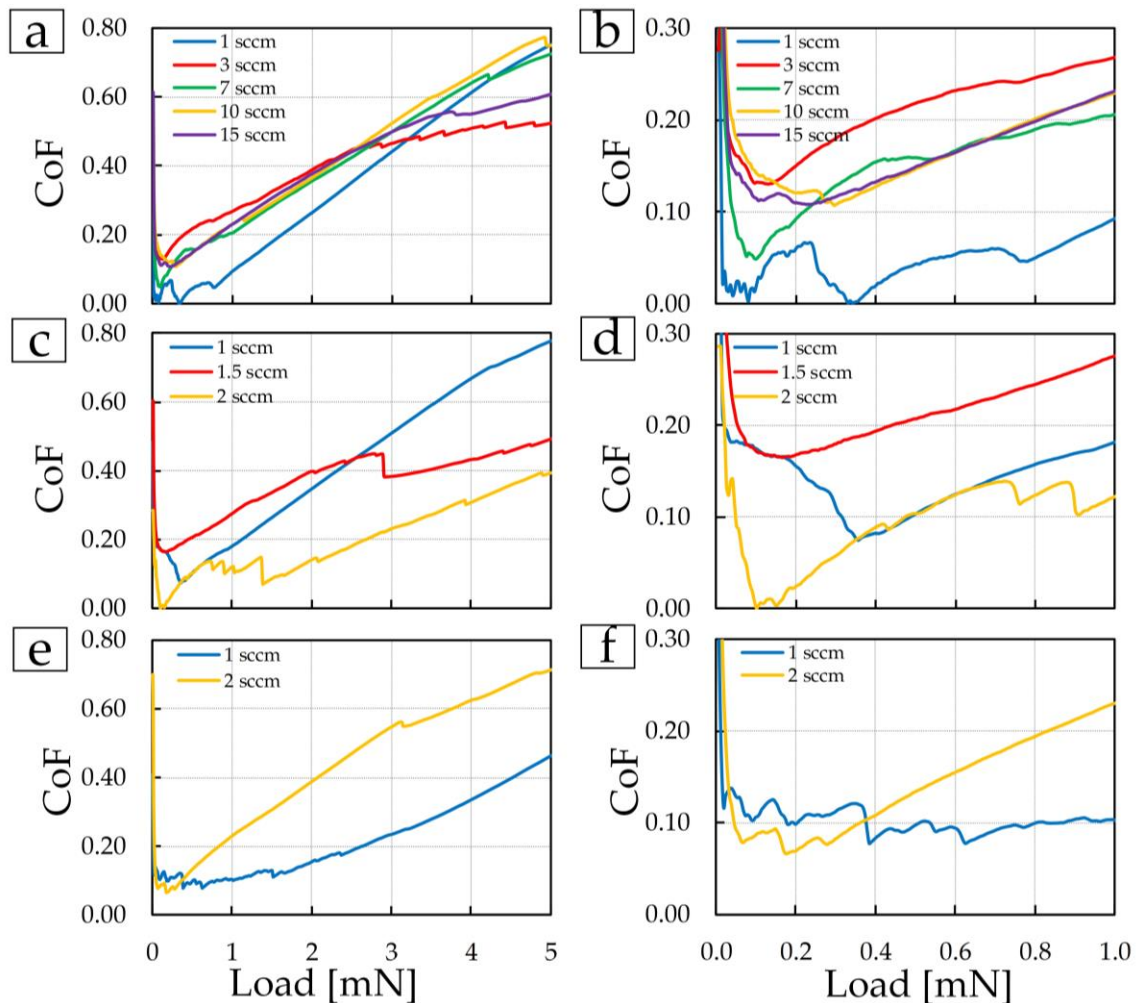 a
0.80
0.60
0.40
0.20
0.00
CoF
1 sccm
3 sccm
7 sccm
10 sccm
15 sccm
b
0.30
0.20
0.10
0.00
CoF
1 sccm
3 sccm
7 sccm
10 sccm
15 sccm
c
0.80
0.60
0.40
0.20
0.00
CoF
1 sccm
1.5 sccm
2 sccm
d
0.30
0.20
0.10
0.00
CoF
1 sccm
1.5 sccm
2 sccm
e
0.80
0.60
0.40
0.20
0.00
CoF
1 sccm
2 sccm
0 1 2 3 4 5
Load [mN]
f
0.30
0.20
0.10
0.00
CoF
1 sccm
2 sccm
0.0 0.2 0.4 0.6 0.8 1.0
Load [mN]